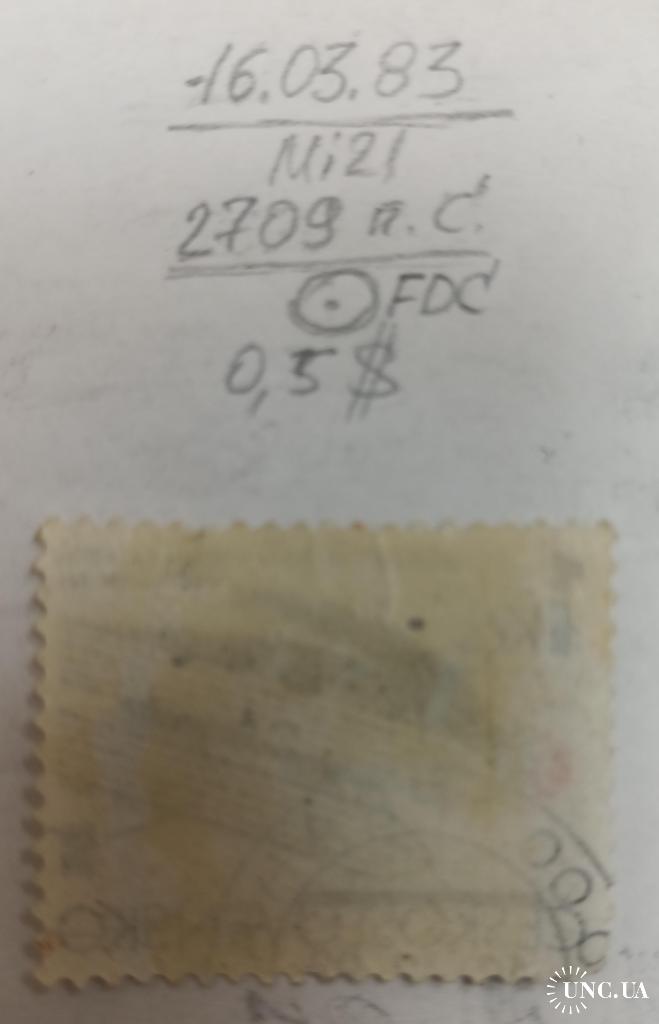 -16.03.83
Mi21
2709 п. С.
FDC
0,5 $
UNC.UA